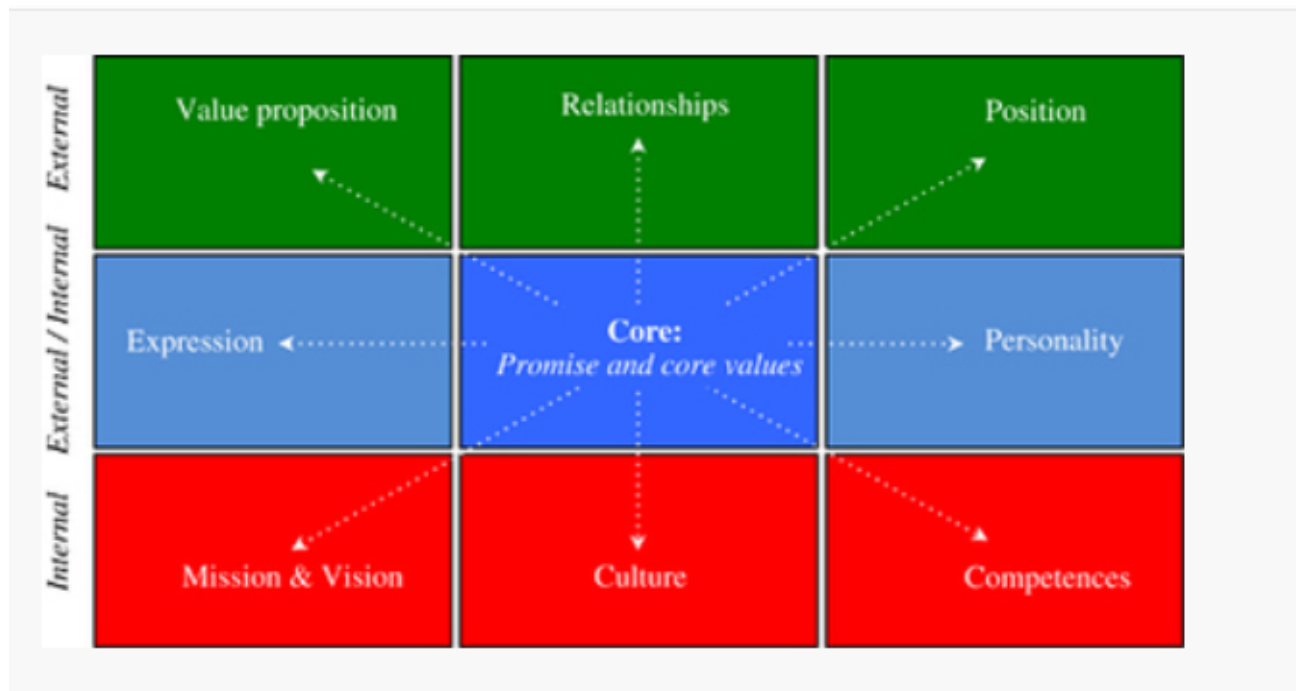 External
Value proposition
Relationships
Position
External / Internal
Expression
Core:
Promise and core values
Personality
Internal
Mission & Vision
Culture
Competences